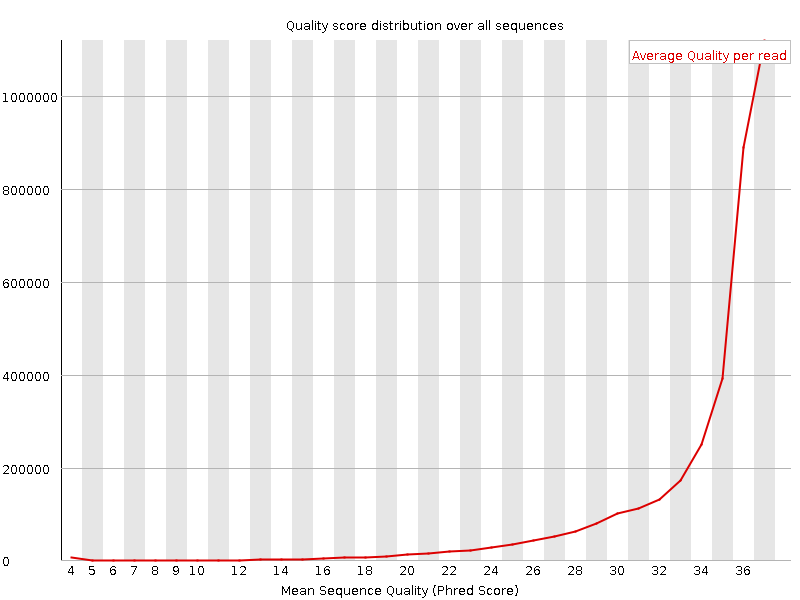 Quality score distribution over all sequences
Average Quality per read
1000000
800000
600000
400000
200000
0
4 5 6 7 8 9 10 12 14 16 18 20 22 24 26 28 30 32 34 36
Mean Sequence Quality (Phred Score)